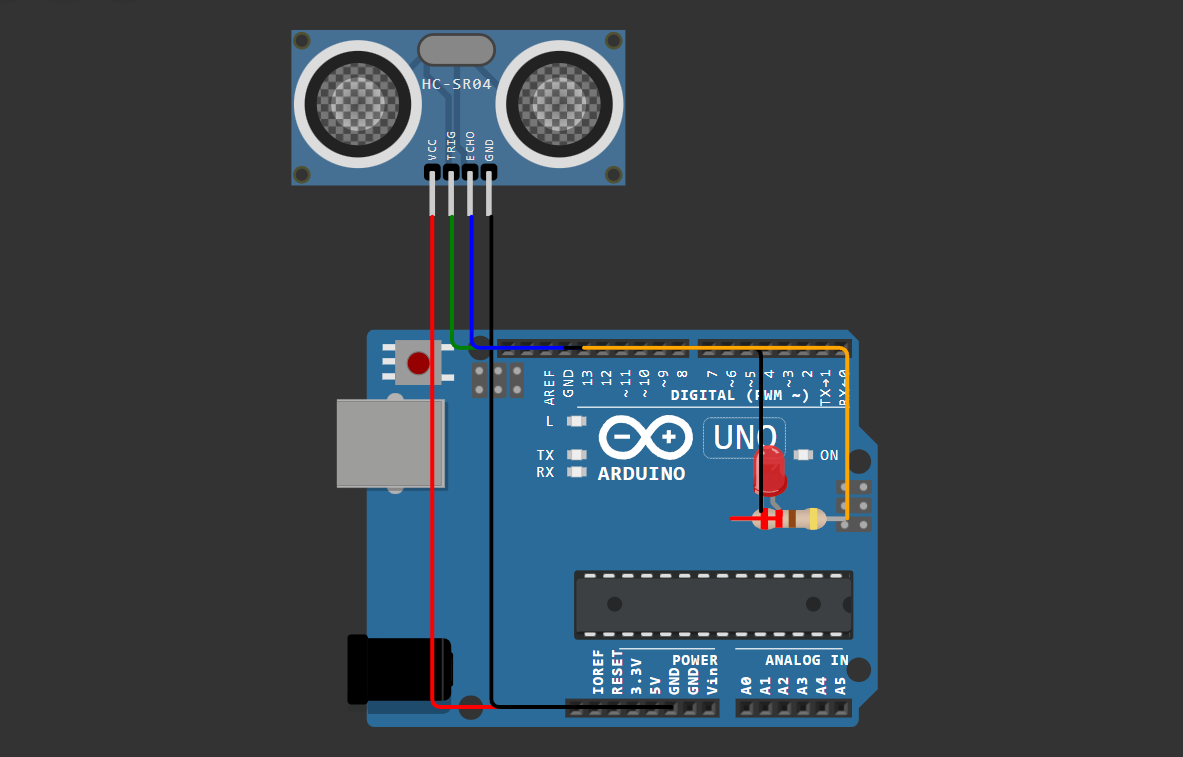 HC-SR04
VCC
TRIG
ECHO
GND
AREF
GND
13
12
~11
~10
~9
8
7
~6
~5
4
~3
2
TX→1
RX←0
DIGITAL (PWM ~)
L
TX
RX
UNO
ON
ARDUINO
POWER
ANALOG IN
IOREF
RESET
3.3V
5V
GND
GND
Vin
A0
A1
A2
A3
A4
A5